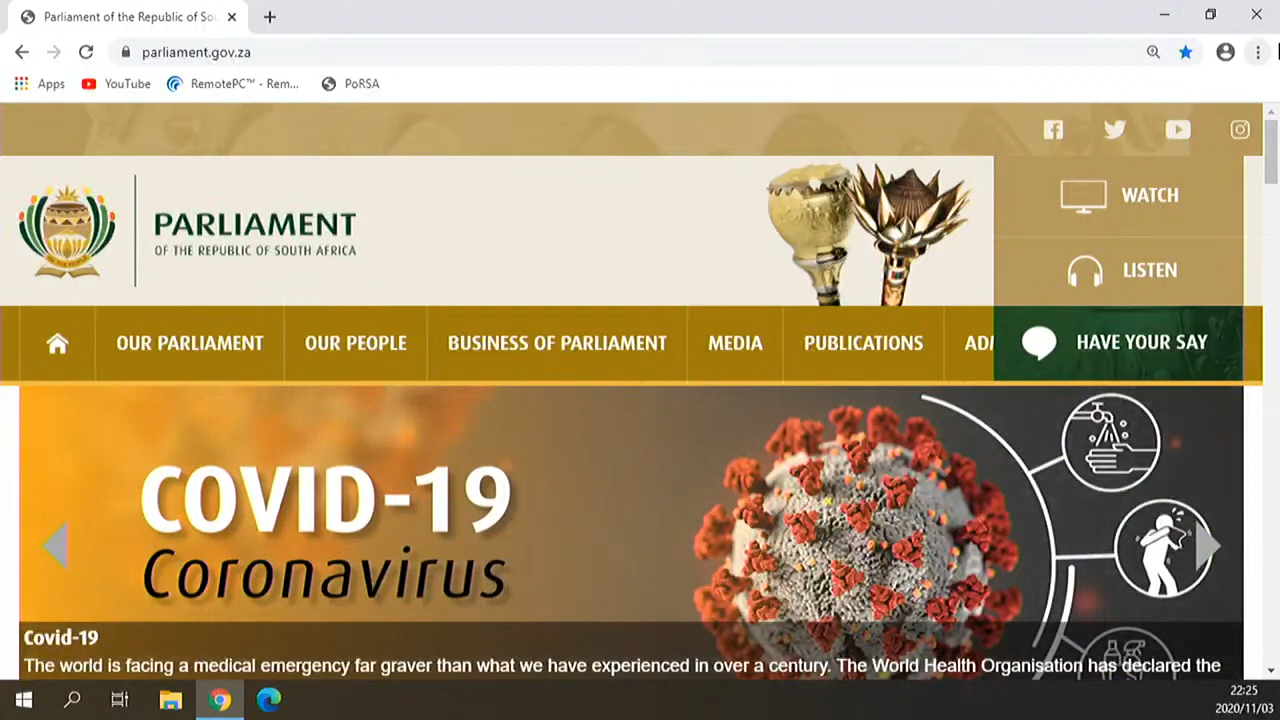 Parliament of the Republic of Sou
parliament.gov.za
Apps
YouTube
RemotePC™ - Rem...
PoRSA
PARLIAMENT
OF THE REPUBLIC OF SOUTH AFRICA
WATCH
LISTEN
OUR PARLIAMENT
OUR PEOPLE
BUSINESS OF PARLIAMENT
MEDIA
PUBLICATIONS
ADM
HAVE YOUR SAY
COVID-19
Coronavirus
Covid-19
The world is facing a medical emergency far graver than what we have experienced in over a century. The World Health Organisation has declared the
22:25
2020/11/03